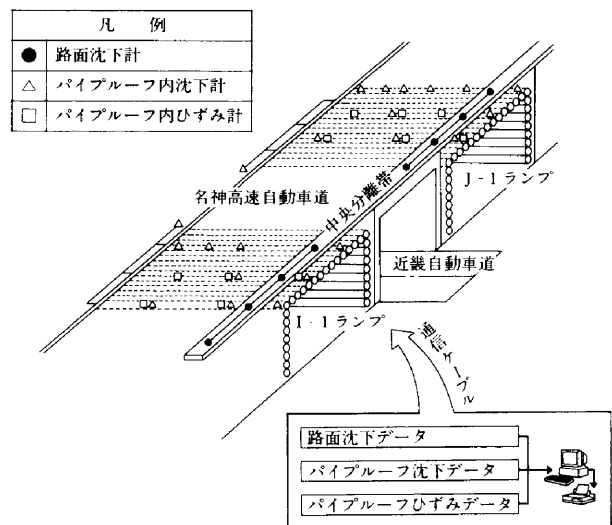 凡　例
● 路面沈下計
△ パイプルーフ内沈下計
□ パイプルーフ内ひずみ計
名神高速自動車道
中央分離帯
J-1ランプ
近畿自動車道
I-1ランプ
通信ケーブル
路面沈下データ
パイプルーフ沈下データ
パイプルーフひずみデータ